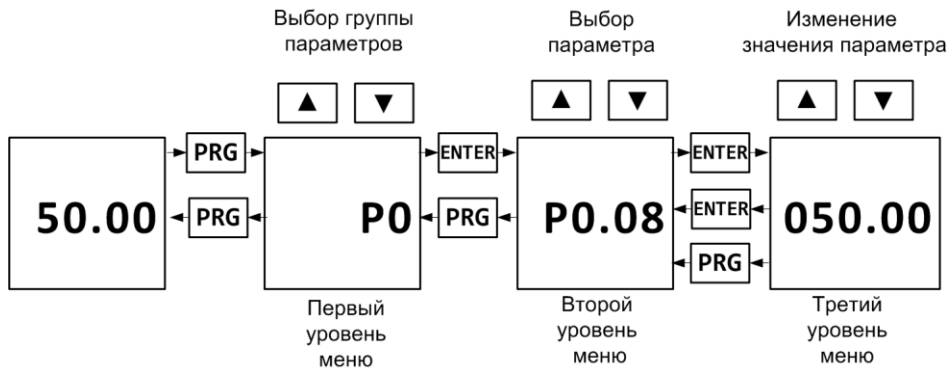 Выбор группы
параметров
Выбор
параметра
Изменение
значения параметра
▲ ▼ ▲ ▼ ▲ ▼
PRG ENTER ENTER
50.00 P0 P0.08 050.00
PRG PRG ENTER
PRG
Первый
уровень
меню
Второй
уровень
меню
Третий
уровень
меню